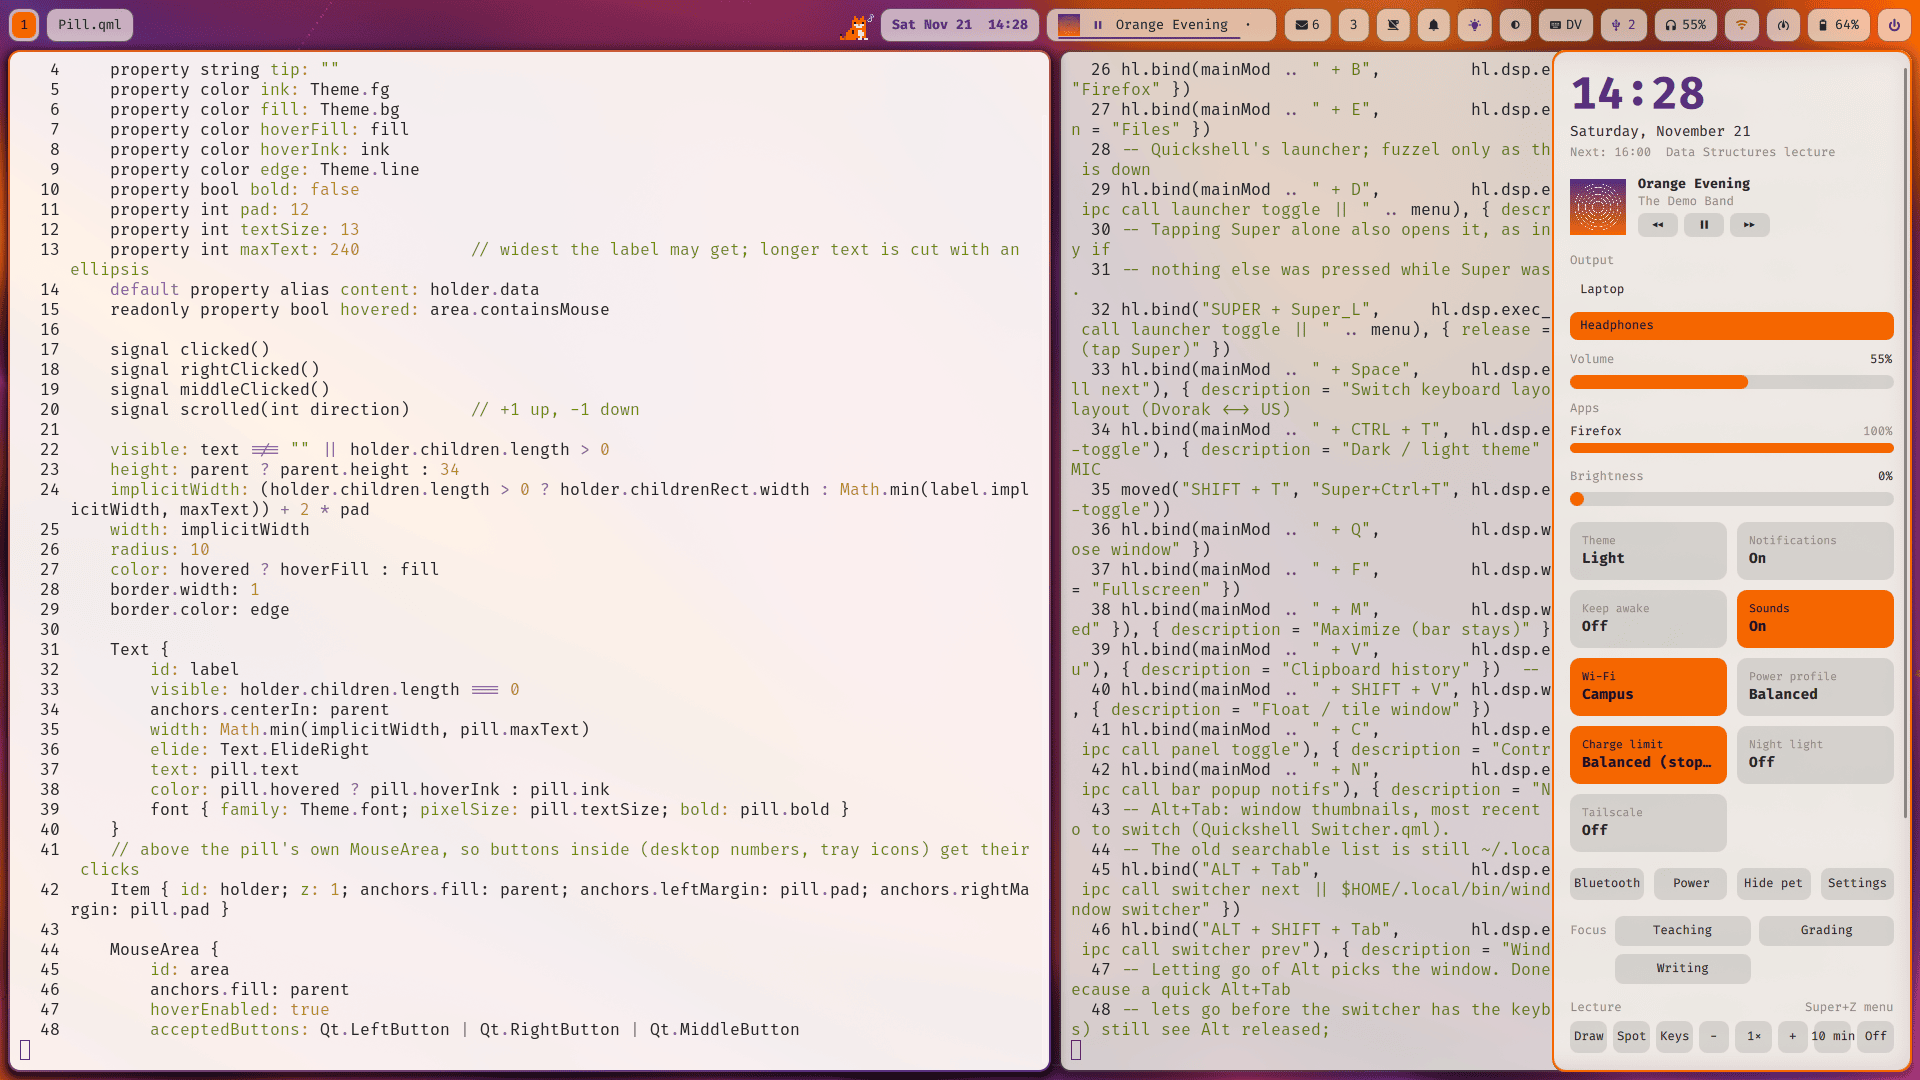 1 Pill.qml Sat Nov 21 14:28 Orange Evening · 6 3 DV 2 55% 64%
4 property string tip: ""
5 property color ink: Theme.fg
6 property color fill: Theme.bg
7 property color hoverFill: fill
8 property color hoverInk: ink
9 property color edge: Theme.line
10 property bool bold: false
11 property int pad: 12
12 property int textSize: 13
13 property int maxText: 240 // widest the label may get; longer text is cut with an
ellipsis
14 default property alias content: holder.data
15 readonly property bool hovered: area.containsMouse
16
17 signal clicked()
18 signal rightClicked()
19 signal middleClicked()
20 signal scrolled(int direction) // +1 up, -1 down
21
22 visible: text !== "" || holder.children.length > 0
23 height: parent ? parent.height : 34
24 implicitWidth: (holder.children.length > 0 ? holder.childrenRect.width : Math.min(label.impl
icitWidth, maxText)) + 2 * pad
25 width: implicitWidth
26 radius: 10
27 color: hovered ? hoverFill : fill
28 border.width: 1
29 border.color: edge
30
31 Text {
32 id: label
33 visible: holder.children.length === 0
34 anchors.centerIn: parent
35 width: Math.min(implicitWidth, pill.maxText)
36 elide: Text.ElideRight
37 text: pill.text
38 color: pill.hovered ? pill.hoverInk : pill.ink
39 font { family: Theme.font; pixelSize: pill.textSize; bold: pill.bold }
40 }
41 // above the pill's own MouseArea, so buttons inside (desktop numbers, tray icons) get their
clicks
42 Item { id: holder; z: 1; anchors.fill: parent; anchors.leftMargin: pill.pad; anchors.rightMa
rgin: pill.pad }
43
44 MouseArea {
45 id: area
46 anchors.fill: parent
47 hoverEnabled: true
48 acceptedButtons: Qt.LeftButton | Qt.RightButton | Qt.MiddleButton
26 hl.bind(mainMod .. " + B", hl.dsp.e
"Firefox" })
27 hl.bind(mainMod .. " + E", hl.dsp.e
n = "Files" })
28 -- Quickshell's launcher; fuzzel only as th
is down
29 hl.bind(mainMod .. " + D", hl.dsp.e
ipc call launcher toggle || " .. menu), { descr
30 -- Tapping Super alone also opens it, as in
y if
31 -- nothing else was pressed while Super was
.
32 hl.bind("SUPER + Super_L", hl.dsp.exec_
call launcher toggle || " .. menu), { release =
(tap Super)" })
33 hl.bind(mainMod .. " + Space", hl.dsp.e
ll next"), { description = "Switch keyboard layo
layout (Dvorak <-> US)
34 hl.bind(mainMod .. " + CTRL + T", hl.dsp.e
-toggle"), { description = "Dark / light theme"
MIC
35 moved("SHIFT + T", "Super+Ctrl+T", hl.dsp.e
-toggle"))
36 hl.bind(mainMod .. " + Q", hl.dsp.w
ose window" })
37 hl.bind(mainMod .. " + F", hl.dsp.w
= "Fullscreen" })
38 hl.bind(mainMod .. " + M", hl.dsp.w
ed" }), { description = "Maximize (bar stays)" }
39 hl.bind(mainMod .. " + V", hl.dsp.e
u"), { description = "Clipboard history" }) --
40 hl.bind(mainMod .. " + SHIFT + V", hl.dsp.w
, { description = "Float / tile window" })
41 hl.bind(mainMod .. " + C", hl.dsp.e
ipc call panel toggle"), { description = "Contr
42 hl.bind(mainMod .. " + N", hl.dsp.e
ipc call bar popup notifs"), { description = "N
43 -- Alt+Tab: window thumbnails, most recent
o to switch (Quickshell Switcher.qml).
44 -- The old searchable list is still ~/.loca
45 hl.bind("ALT + Tab", hl.dsp.e
ipc call switcher next || $HOME/.local/bin/wind
ndow switcher" })
46 hl.bind("ALT + SHIFT + Tab", hl.dsp.e
ipc call switcher prev"), { description = "Wind
47 -- Letting go of Alt picks the window. Done
ecause a quick Alt+Tab
48 -- lets go before the switcher has the keyb
s) still see Alt released;
14:28
Saturday, November 21
Next: 16:00 Data Structures lecture
Orange Evening
The Demo Band
Output
Laptop
Headphones
Volume 55%
Apps
Firefox 100%
Brightness 0%
Theme
Light
Notifications
On
Keep awake
Off
Sounds
On
Wi-Fi
Campus
Power profile
Balanced
Charge limit
Balanced (stop…
Night light
Off
Tailscale
Off
Bluetooth Power Hide pet Settings
Focus Teaching Grading
Writing
Lecture Super+Z menu
Draw Spot Keys - 1× + 10 min Off